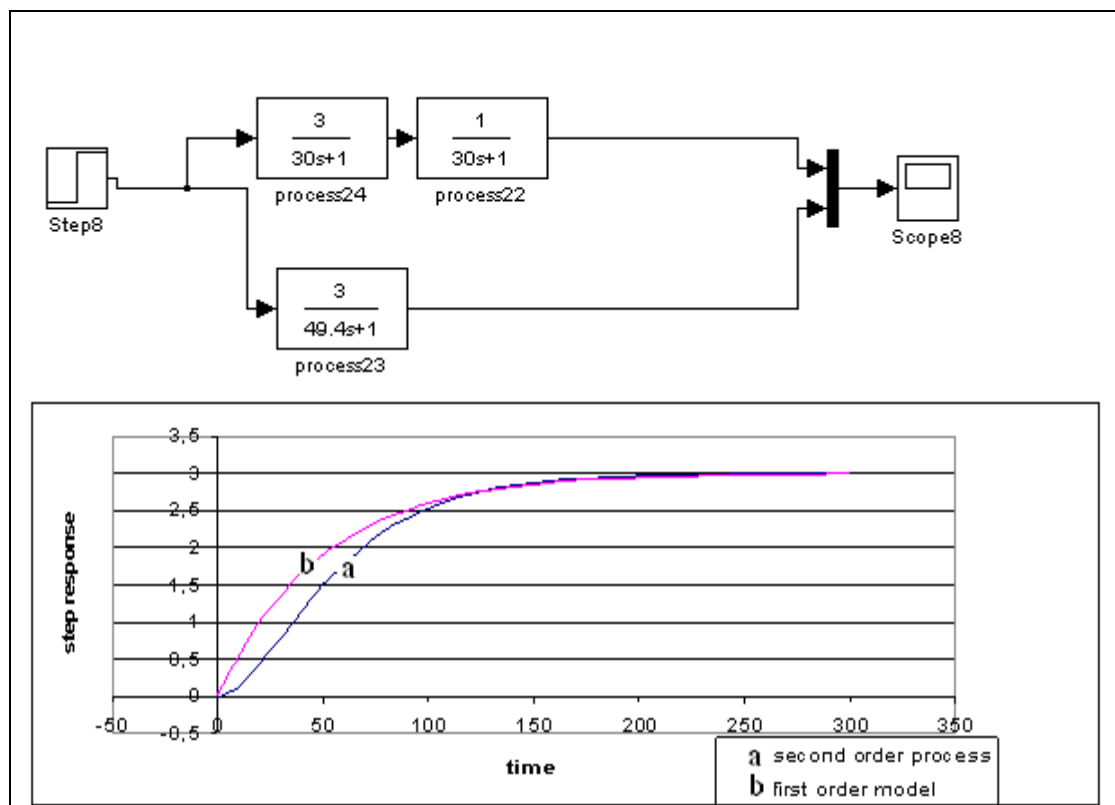 3
30s+1
process24
1
30s+1
process22
Step8
Scope8
3
49.4s+1
process23
3,5
3
2,5
2
1,5
1
0,5
0
-0,5
-50
0
50
100
150
200
250
300
350
step response
time
b
a
a second order process
b first order model